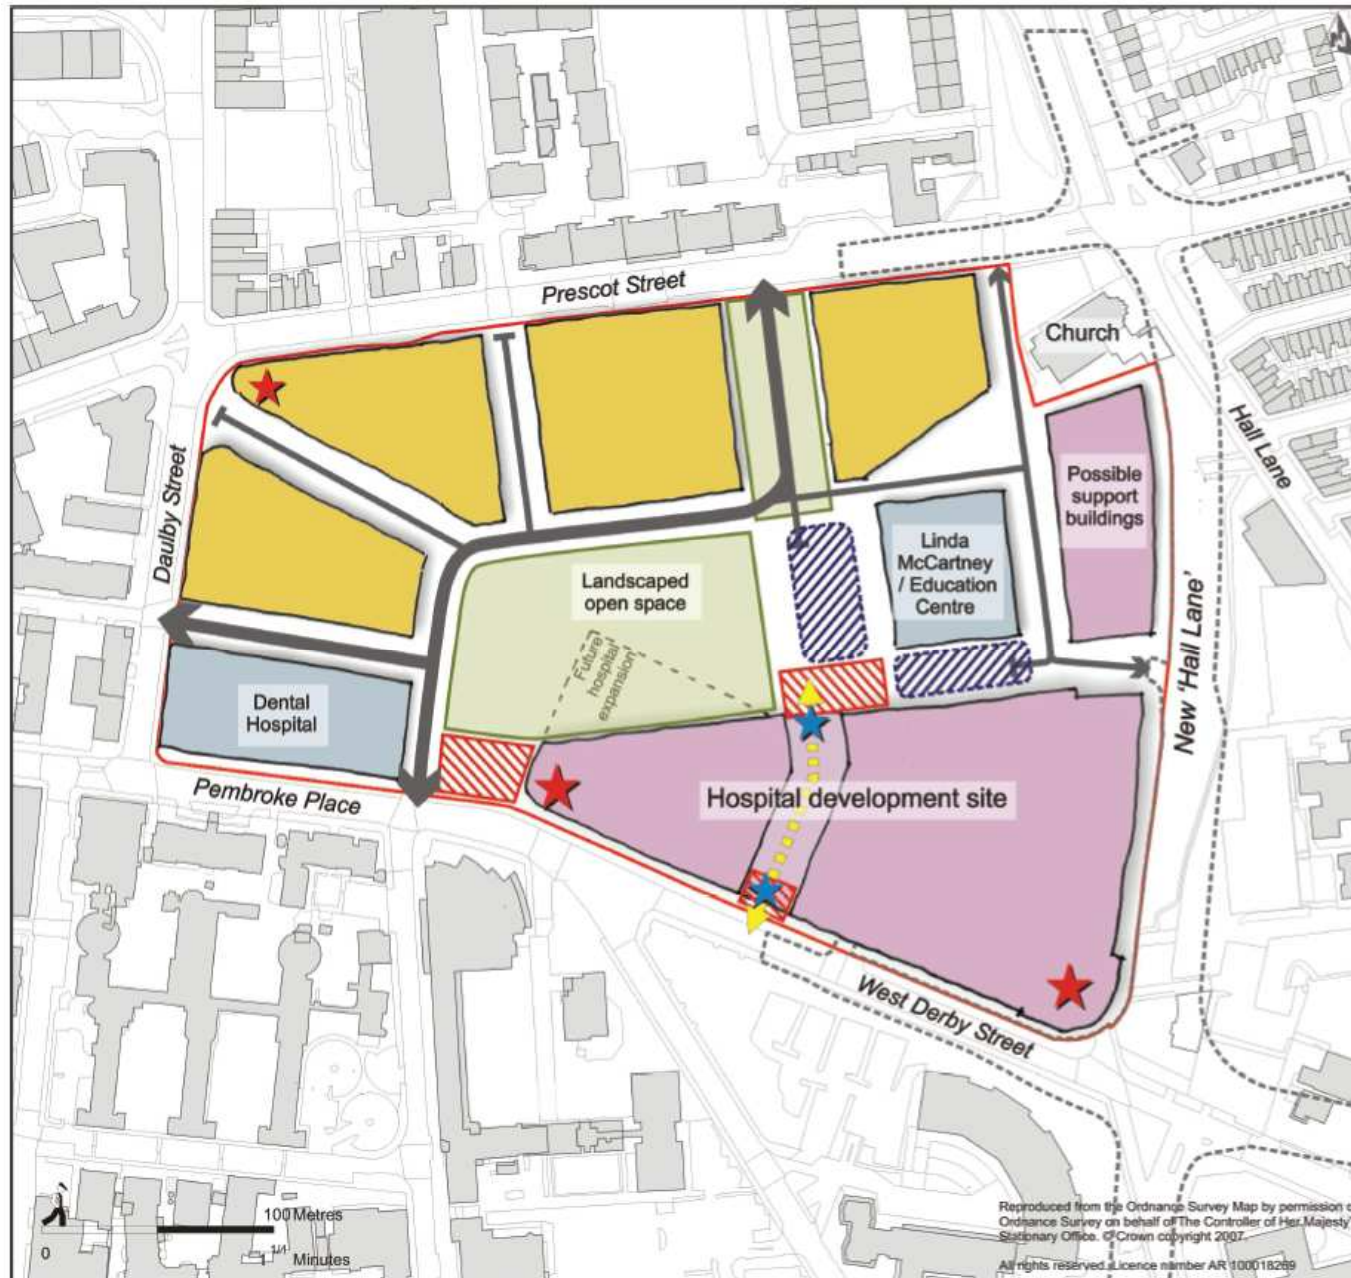 Prescot Street
Church
Hall Lane
Daulby Street
Possible
support
buildings
Linda
McCartney
/ Education
Centre
Landscaped
open space
Future
hospital
expansion
New 'Hall Lane'
Dental
Hospital
Pembroke Place
Hospital development site
West Derby Street
100 Metres
0
1 Minutes
Reproduced from the Ordnance Survey Map by permission
Ordnance Survey on behalf of The Controller of Her Majesty'
Stationary Office. © Crown copyright 2007.
All rights reserved. Licence number AR 100018269